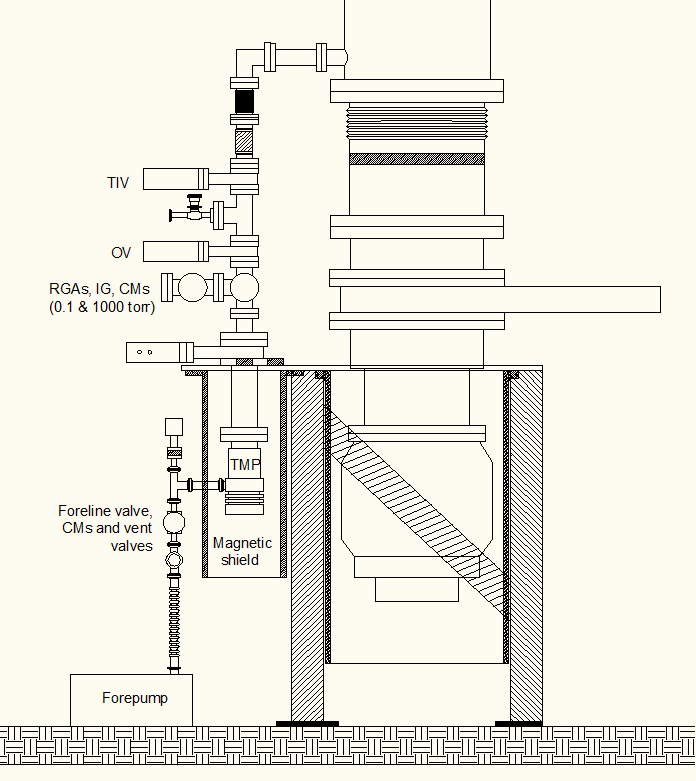 TIV
OV
RGAs, IG, CMs
(0.1 & 1000 torr)
TMP
Foreline valve,
CMs and vent
valves
Magnetic
shield
Forepump